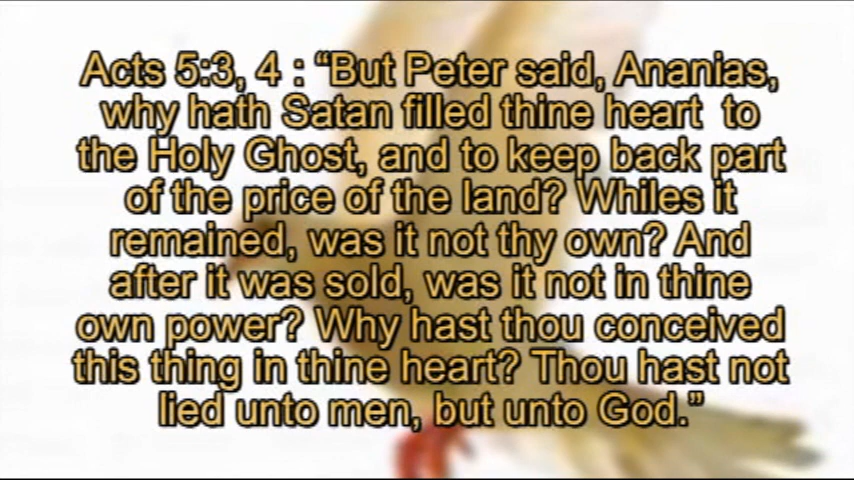 Acts 5:3, 4 : “But Peter said, Ananias,
why hath Satan filled thine heart  to
the Holy Ghost, and to keep back part
of the price of the land? Whiles it
remained, was it not thy own? And
after it was sold, was it not in thine
own power? Why hast thou conceived
this thing in thine heart? Thou hast not
lied unto men, but unto God.”